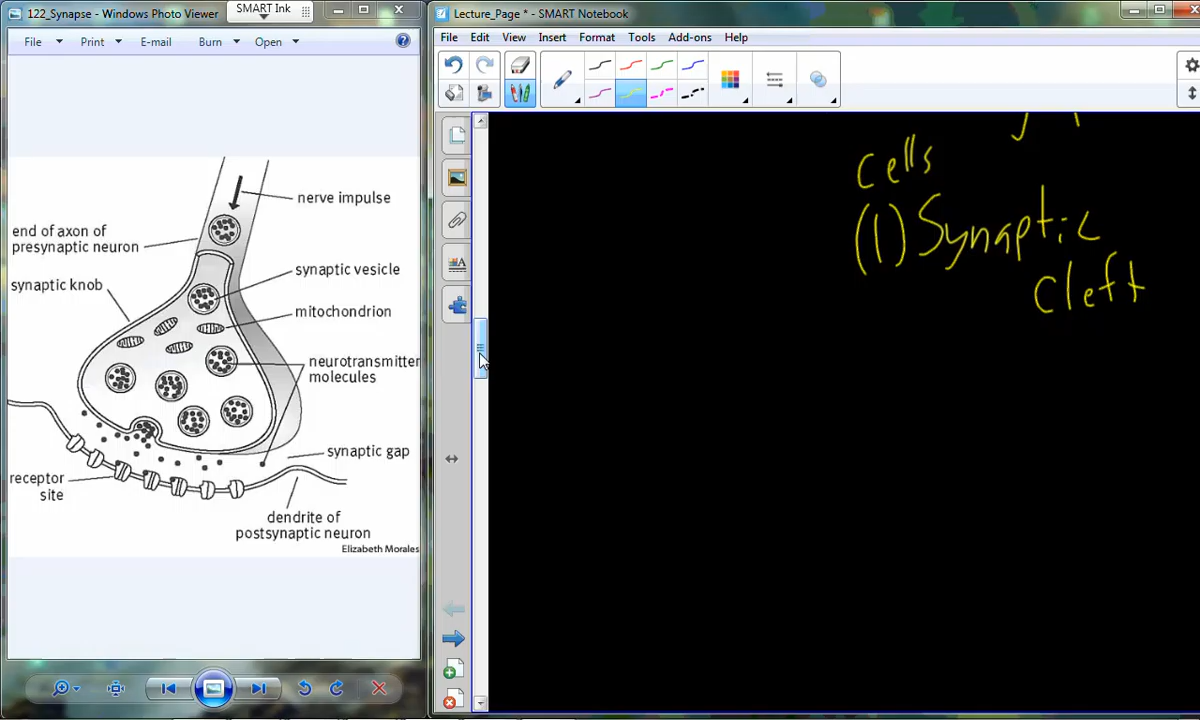 122_Synapse - Windows Photo Viewer
SMART Ink
File Print E-mail Burn Open
nerve impulse
end of axon of
presynaptic neuron
synaptic vesicle
synaptic knob
mitochondrion
neurotransmitter
molecules
synaptic gap
receptor
site
dendrite of
postsynaptic neuron
Elizabeth Morales
Lecture_Page * - SMART Notebook
File Edit View Insert Format Tools Add-ons Help
Cells
(1) Synaptic
Cleft